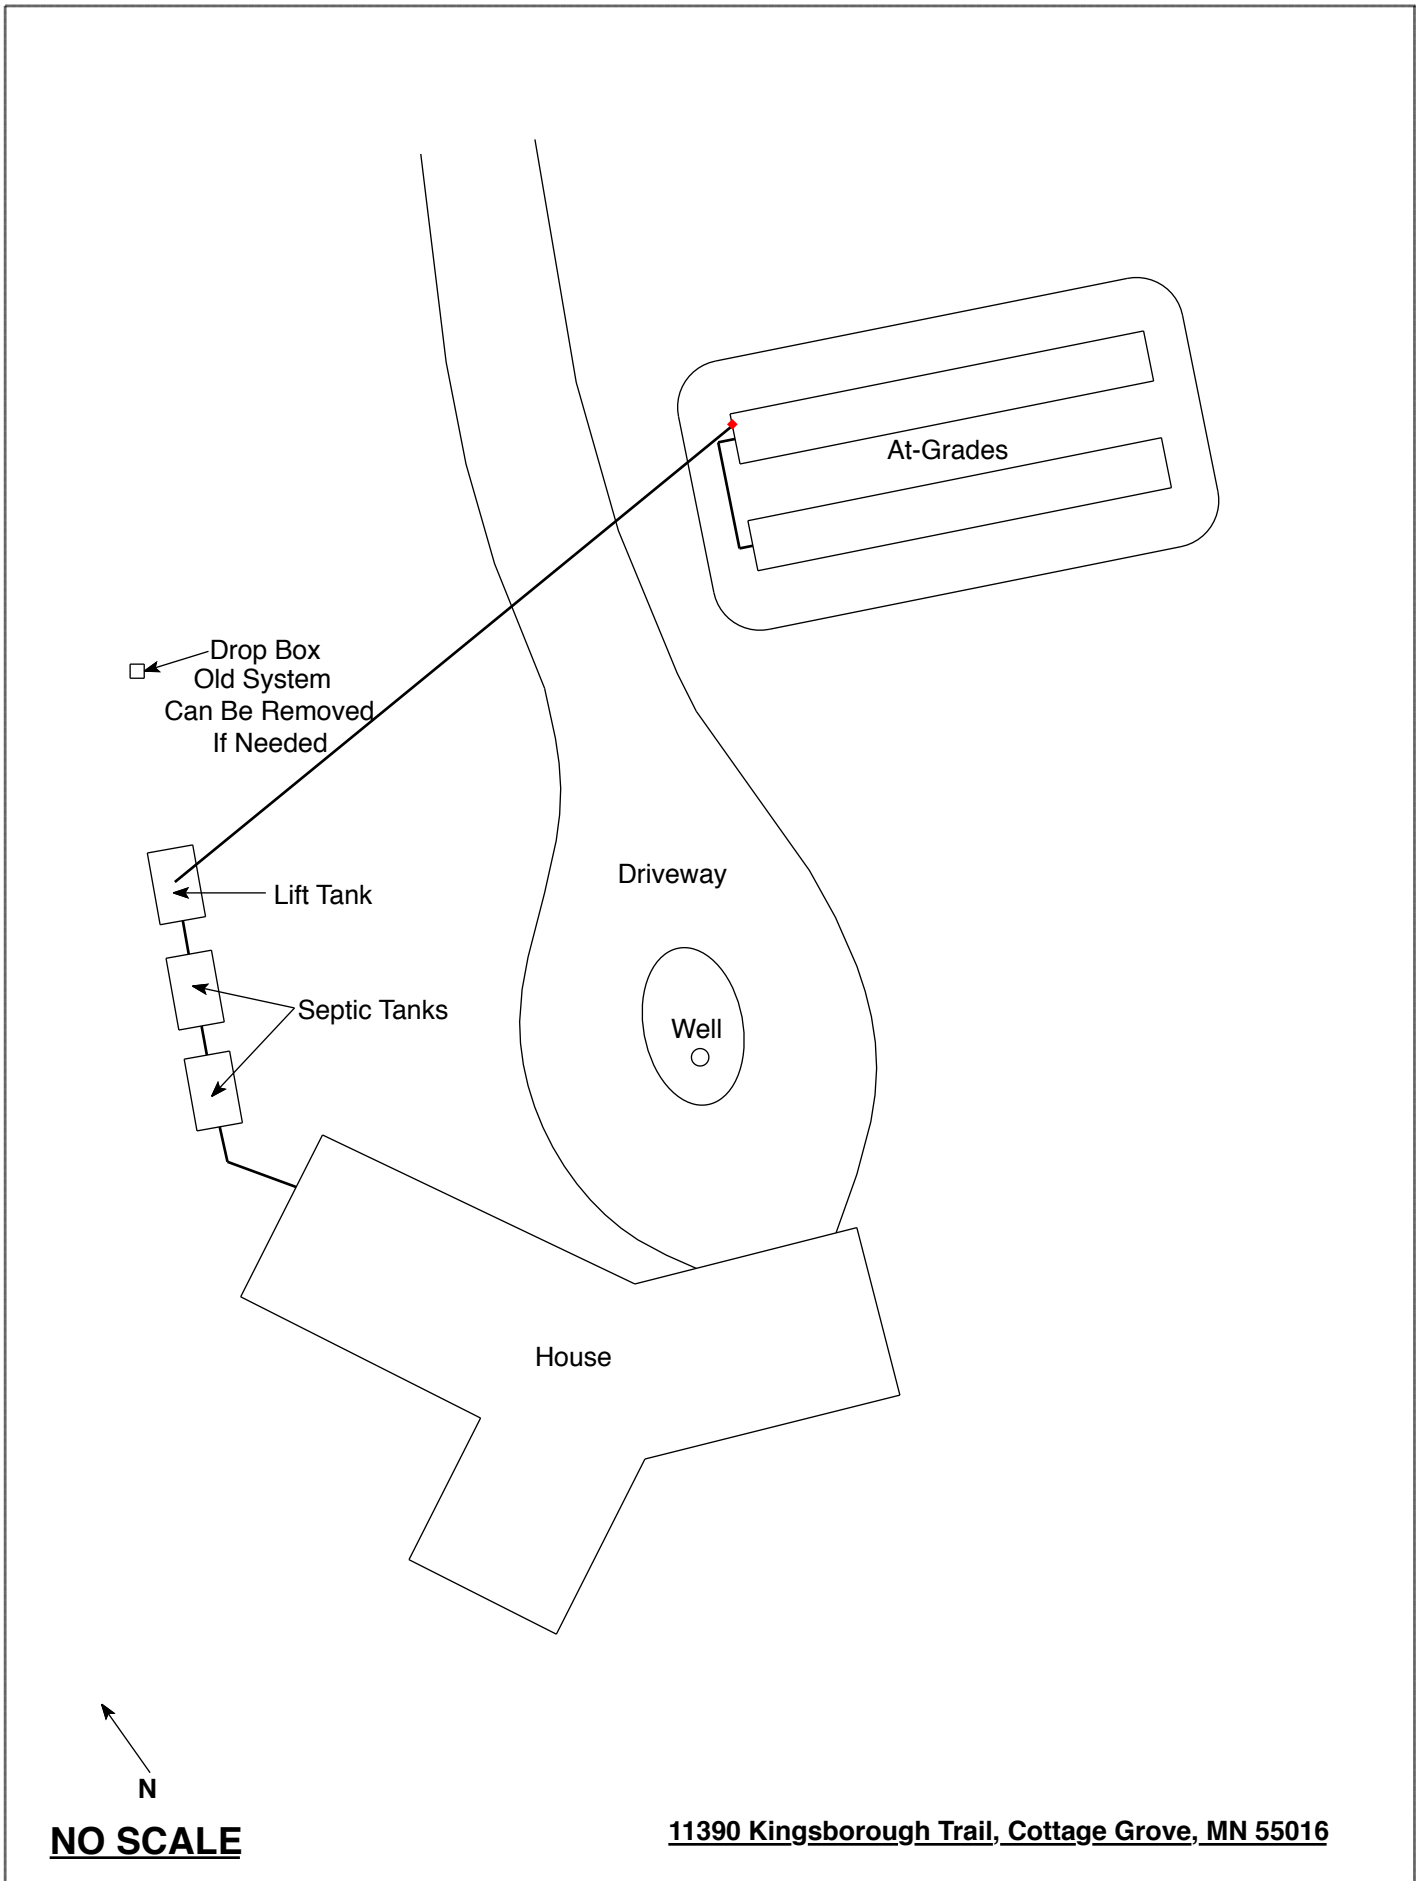 At-Grades
Drop Box
Old System
Can Be Removed
If Needed
Driveway
Lift Tank
Septic Tanks
Well
House
N
NO SCALE
11390 Kingsborough Trail, Cottage Grove, MN 55016